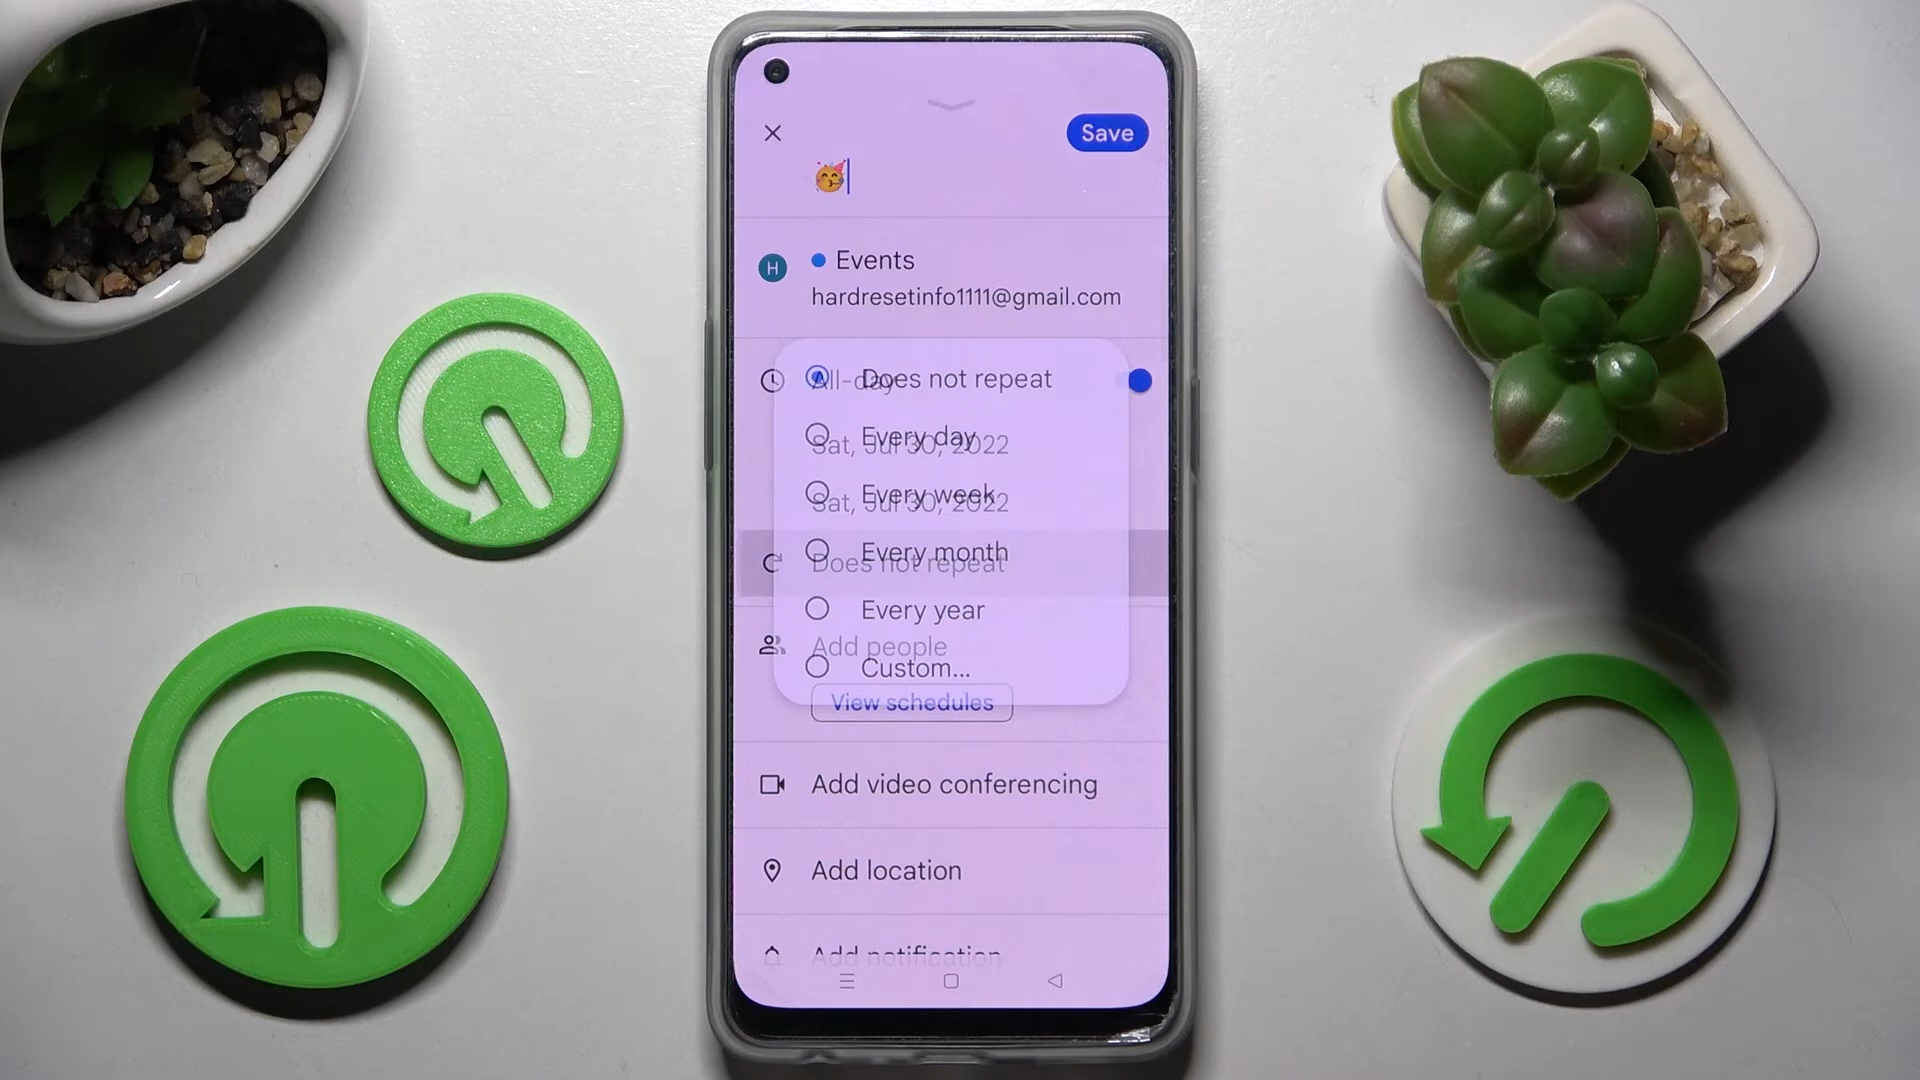 Save
🥳
H
Events
hardresetinfo1111@gmail.com
All-day
Does not repeat
Every day
Sat, Jul 30, 2022
Every week
Sat, Jul 30, 2022
Every month
Does not repeat
Every year
Add people
Custom...
View schedules
Add video conferencing
Add location
Add notification